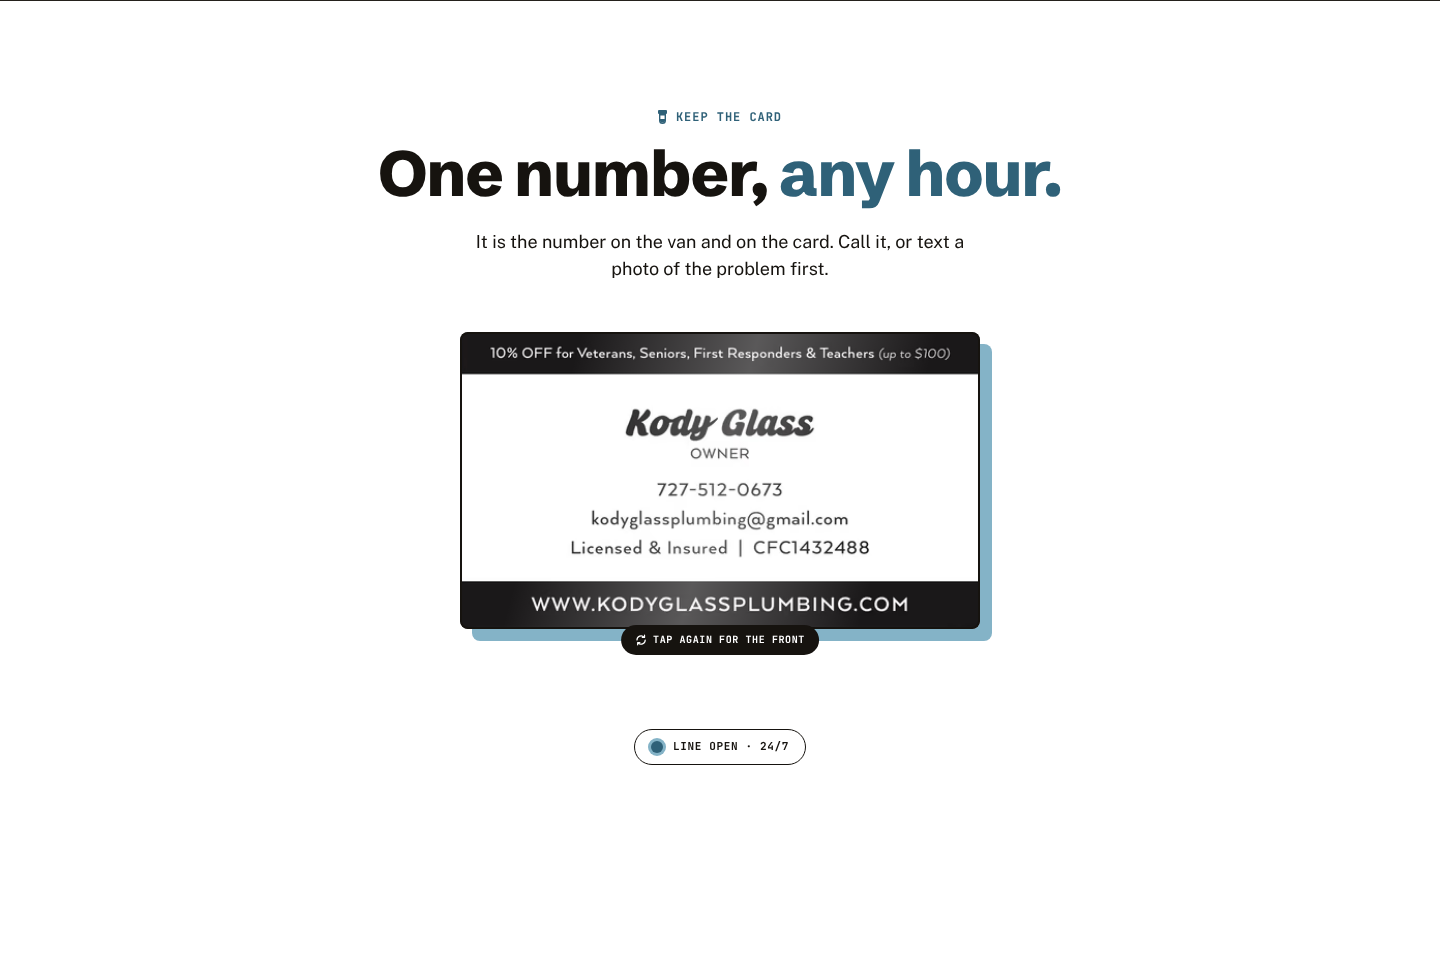 KEEP THE CARD
One number, any hour.
It is the number on the van and on the card. Call it, or text a
photo of the problem first.
10% OFF for Veterans, Seniors, First Responders & Teachers (up to $100)
Kody Glass
OWNER
727-512-0673
kodyglassplumbing@gmail.com
Licensed & Insured | CFC1432488
WWW.KODYGLASSPLUMBING.COM
TAP AGAIN FOR THE FRONT
LINE OPEN · 24/7